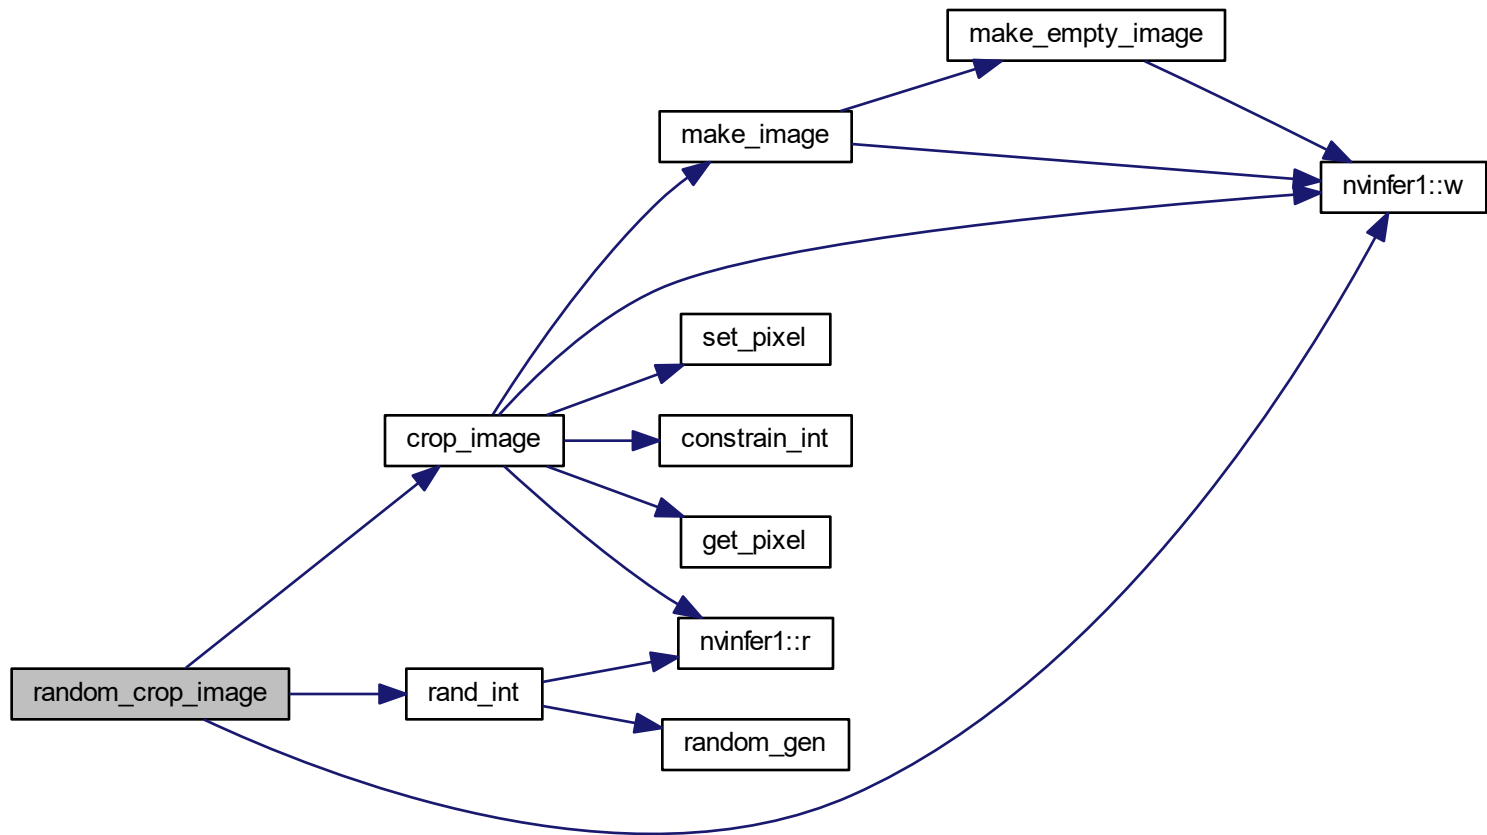 make_empty_image
make_image
nvinfer1::w
set_pixel
crop_image
constrain_int
get_pixel
nvinfer1::r
random_crop_image
rand_int
random_gen